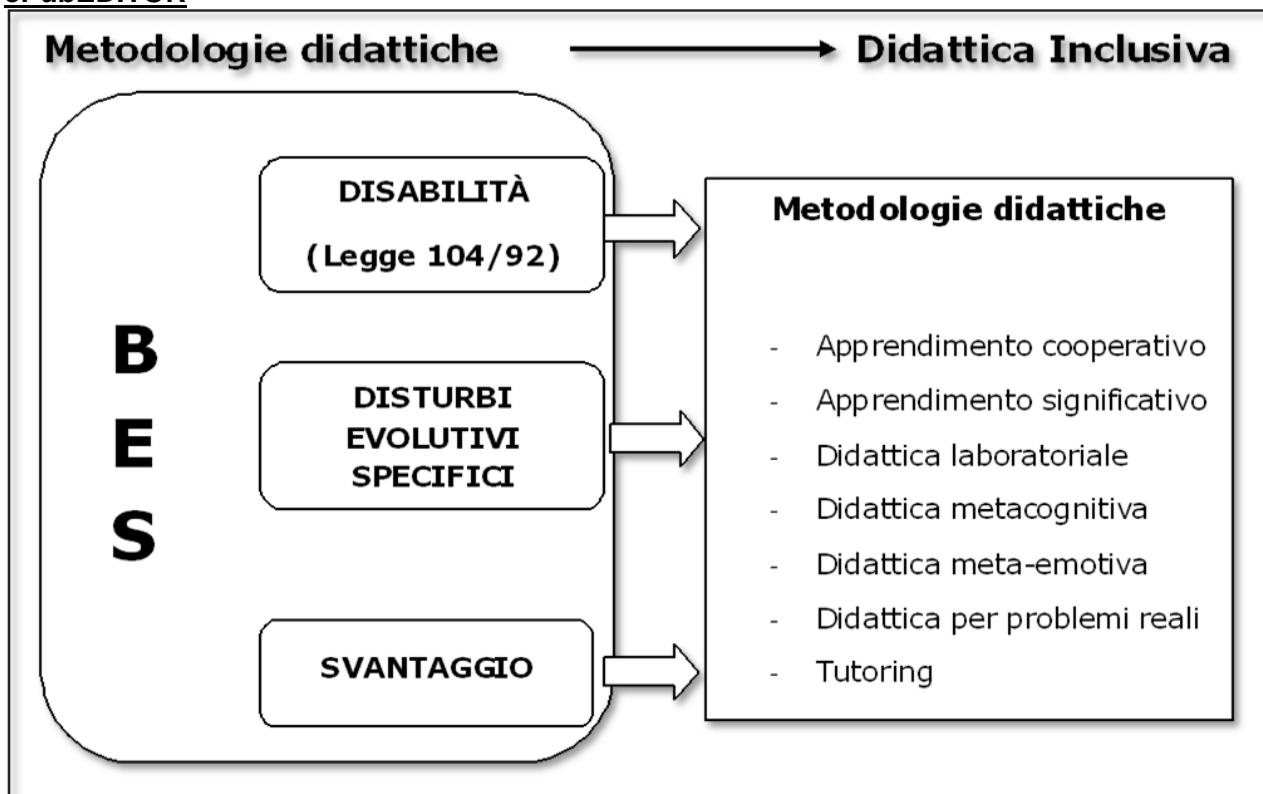 Metodologie didattiche
Didattica Inclusiva
B
E
S
DISABILITÀ
(Legge 104/92)
DISTURBI
EVOLUTIVI
SPECIFICI
SVANTAGGIO
Metodologie didattiche
- Apprendimento cooperativo
- Apprendimento significativo
- Didattica laboratoriale
- Didattica metacognitiva
- Didattica meta-emotiva
- Didattica per problemi reali
- Tutoring